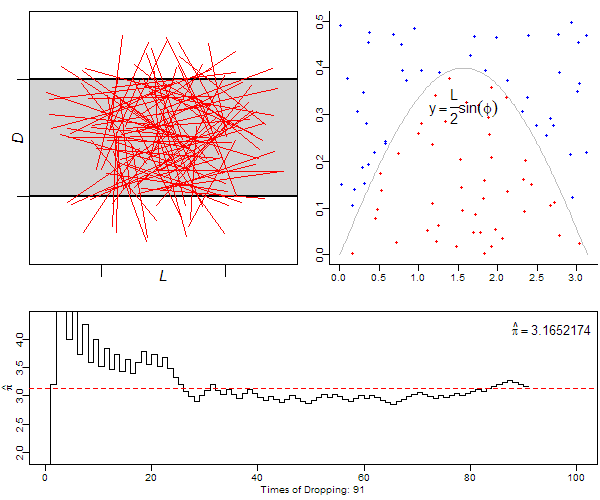 D
L
0.5
0.4
0.3
0.2
0.1
0.0
y = L/2 sin(ϕ)
0.0 0.5 1.0 1.5 2.0 2.5 3.0
π̂
4.0
3.5
3.0
2.5
2.0
π̂ = 3.1652174
0 20 40 60 80 100
Times of Dropping: 91